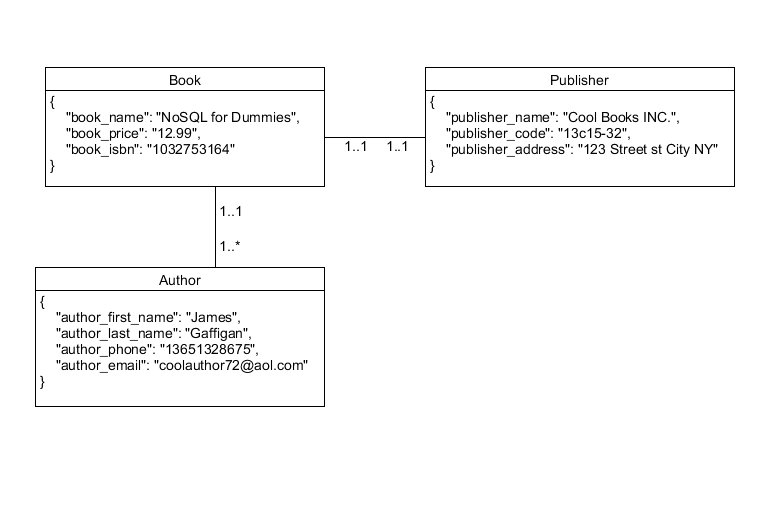 Book
{
"book_name": "NoSQL for Dummies",
"book_price": "12.99",
"book_isbn": "1032753164"
}
1..1 1..1
Publisher
{
"publisher_name": "Cool Books INC.",
"publisher_code": "13c15-32",
"publisher_address": "123 Street st City NY"
}
1..1
1..*
Author
{
"author_first_name": "James",
"author_last_name": "Gaffigan",
"author_phone": "13651328675",
"author_email": "coolauthor72@aol.com"
}